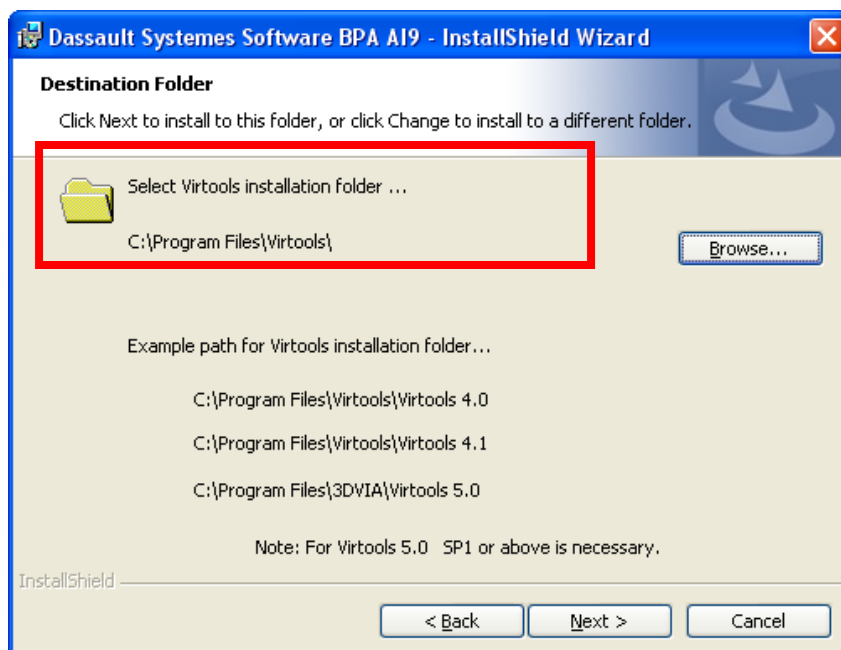 Dassault Systemes Software BPA AI9 - InstallShield Wizard
Destination Folder
Click Next to install to this folder, or click Change to install to a different folder.
Select Virtools installation folder ...
C:\Program Files\Virtools\
Browse...
Example path for Virtools installation folder...
C:\Program Files\Virtools\Virtools 4.0
C:\Program Files\Virtools\Virtools 4.1
C:\Program Files\3DVIA\Virtools 5.0
Note: For Virtools 5.0 SP1 or above is necessary.
InstallShield
< Back Next > Cancel